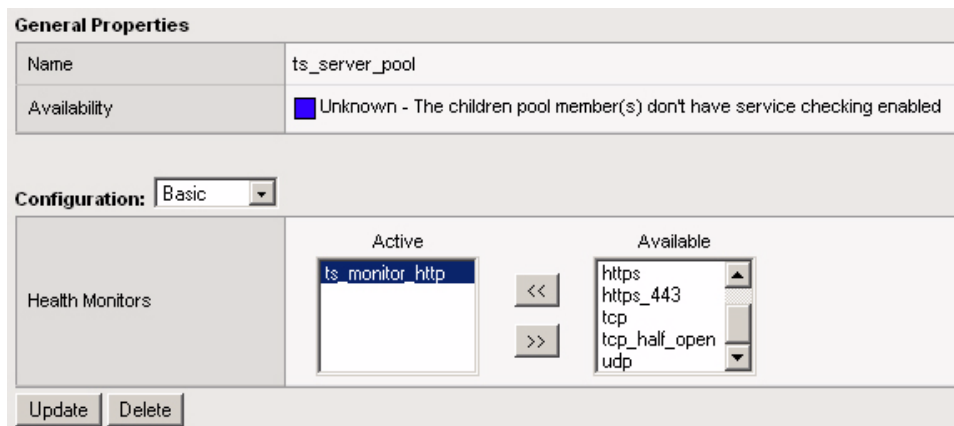 General Properties
Name ts_server_pool
Availability Unknown - The children pool member(s) don't have service checking enabled
Configuration: Basic
Active Available
Health Monitors
ts_monitor_http
<<
>>
https
https_443
tcp
tcp_half_open
udp
Update Delete